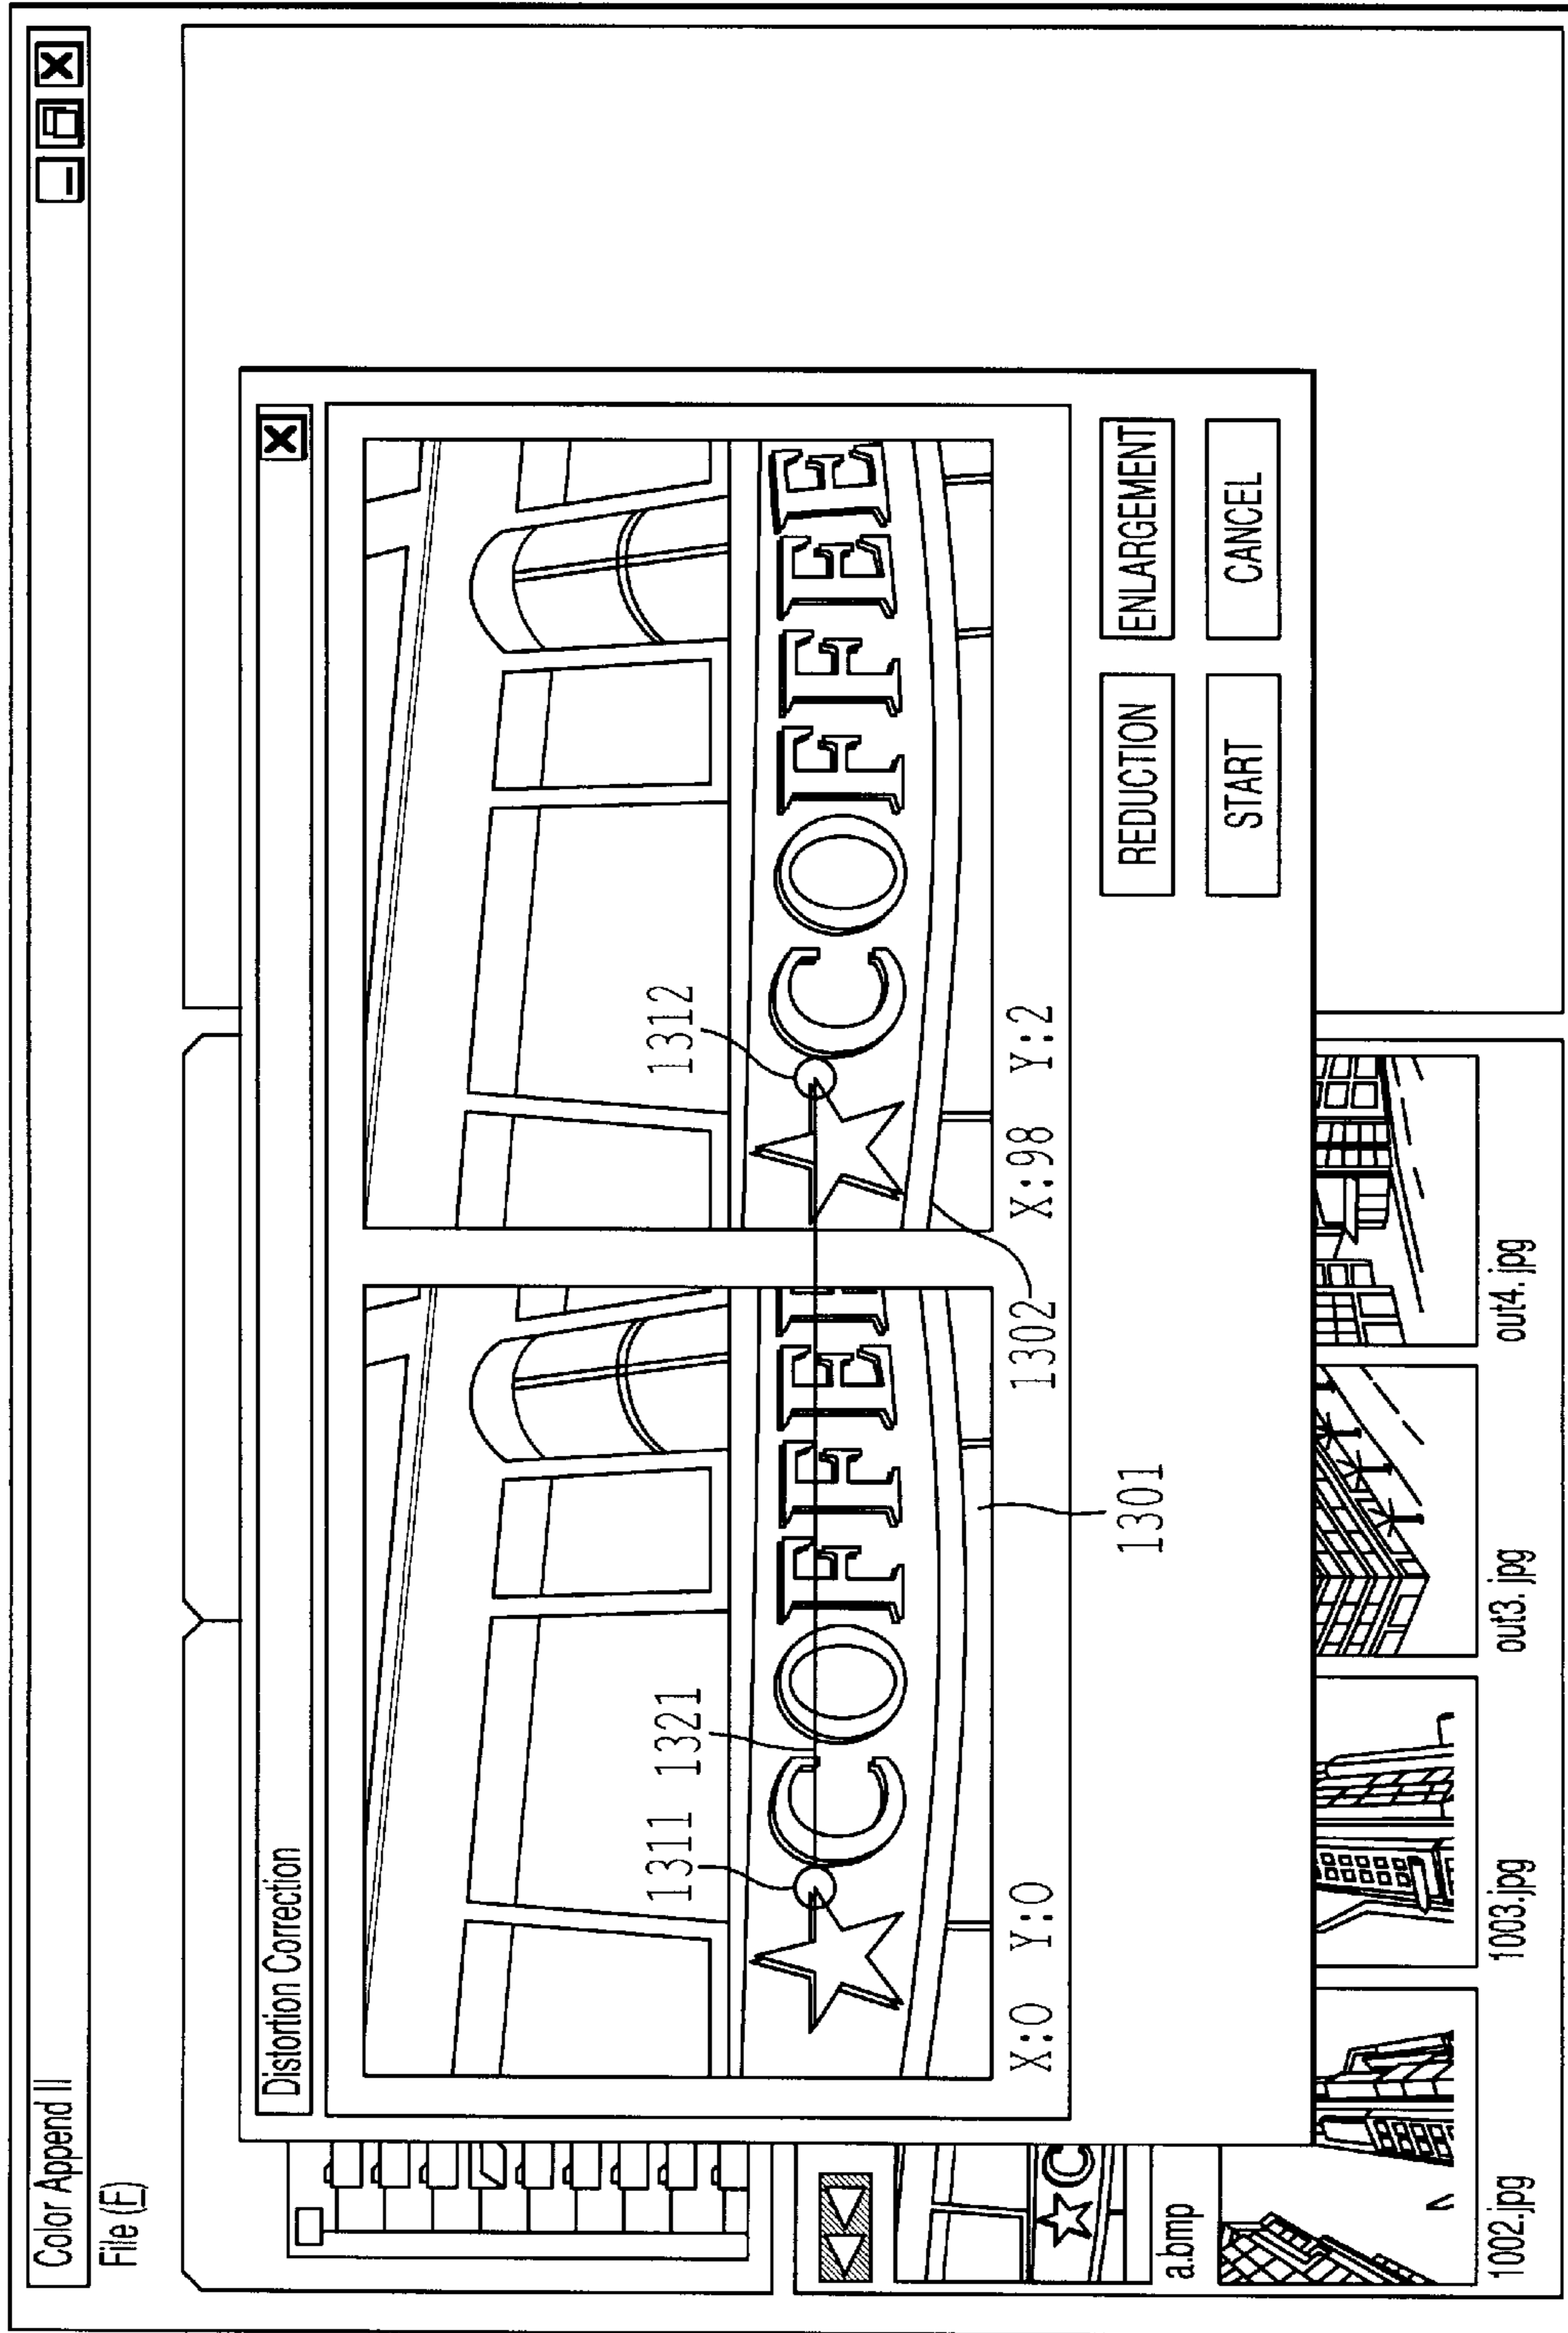 Color Append II
File (F)
Distortion Correction
1311 1321
1312
COFFEE
COFFEE
X:0 Y:0
1302
X:98 Y:2
1301
REDUCTION
ENLARGEMENT
START
CANCEL
C
a.bmp
1002.jpg
1003.jpg
out3.jpg
out4.jpg